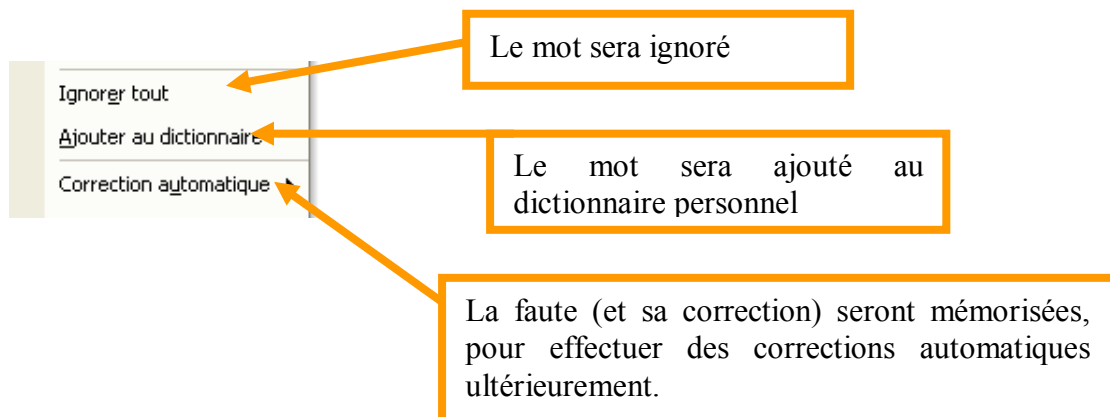 Le mot sera ignoré
Ignorer tout
Ajouter au dictionnaire
Correction automatique
Le mot sera ajouté au
dictionnaire personnel
La faute (et sa correction) seront mémorisées,
pour effectuer des corrections automatiques
ultérieurement.